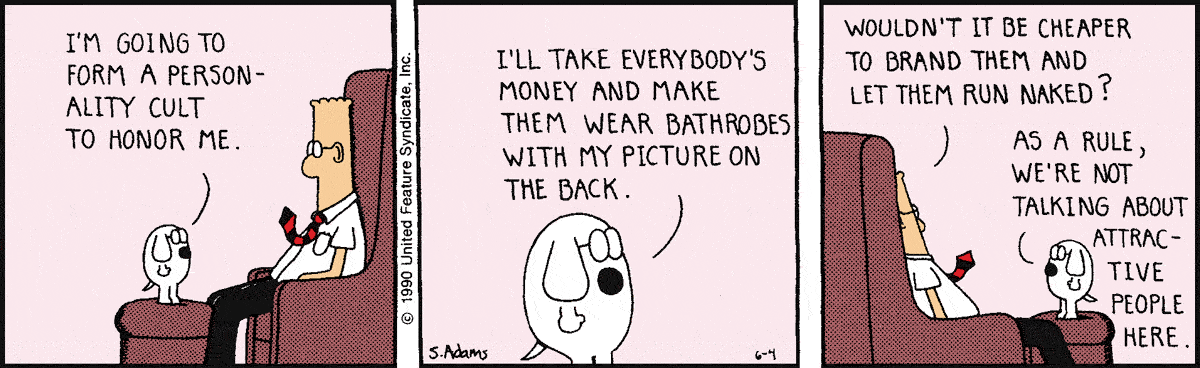 I'M GOING TO
FORM A PERSON-
ALITY CULT
TO HONOR ME.
© 1990 United Feature Syndicate, Inc.
I'LL TAKE EVERYBODY'S
MONEY AND MAKE
THEM WEAR BATHROBES
WITH MY PICTURE ON
THE BACK.
S.Adams
6-4
WOULDN'T IT BE CHEAPER
TO BRAND THEM AND
LET THEM RUN NAKED?
AS A RULE,
WE'RE NOT
TALKING ABOUT
ATTRAC-
TIVE
PEOPLE
HERE.